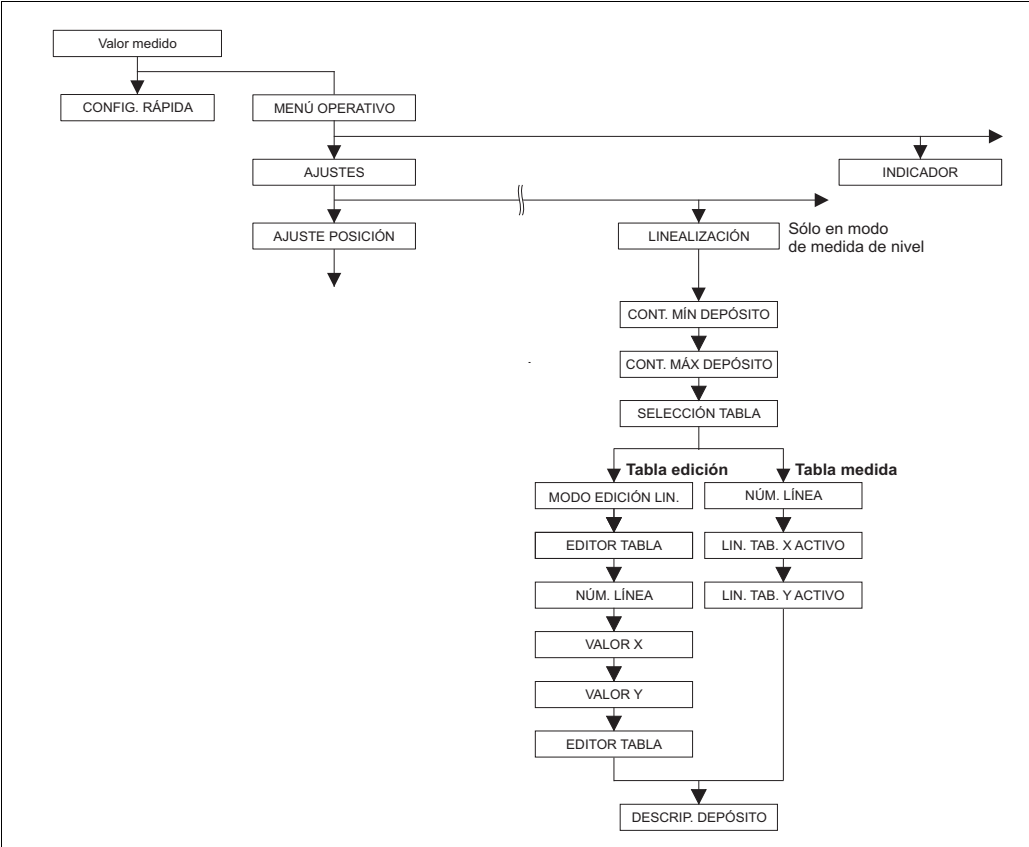 Valor medido
CONFIG. RÁPIDA
MENÚ OPERATIVO
AJUSTES
INDICADOR
AJUSTE POSICIÓN
LINEALIZACIÓN
Sólo en modo
de medida de nivel
CONT. MÍN DEPÓSITO
CONT. MÁX DEPÓSITO
SELECCIÓN TABLA
Tabla edición
Tabla medida
MODO EDICIÓN LIN.
NÚM. LÍNEA
EDITOR TABLA
LIN. TAB. X ACTIVO
NÚM. LÍNEA
LIN. TAB. Y ACTIVO
VALOR X
VALOR Y
EDITOR TABLA
DESCRIP. DEPÓSITO